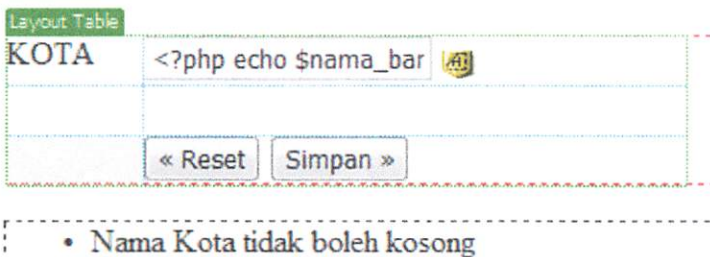 Layout Table
KOTA <?php echo $nama_bar
« Reset Simpan »
• Nama Kota tidak boleh kosong